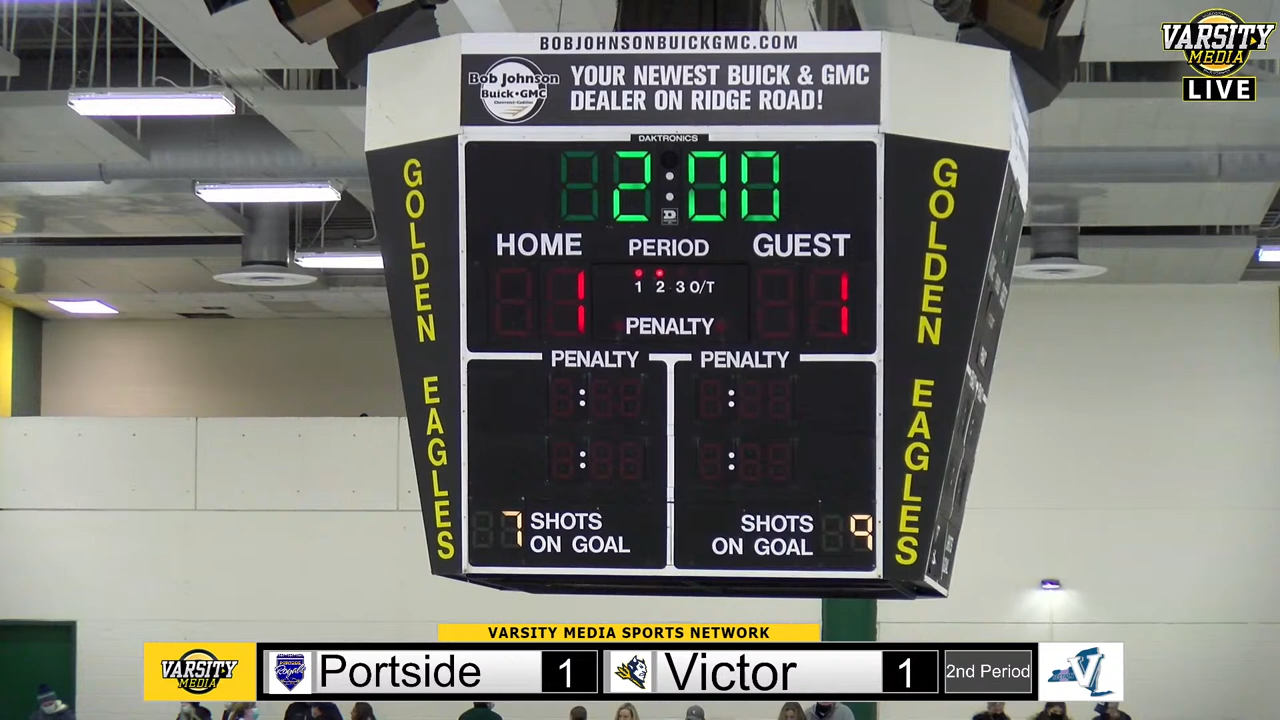 BOBJOHNSONBUICKGMC.COM
Bob Johnson
Buick•GMC
YOUR NEWEST BUICK & GMC
DEALER ON RIDGE ROAD!
VARSITY
MEDIA
LIVE
DAKTRONICS
2:00
HOME PERIOD GUEST
1 1 2 3 O/T 1
PENALTY
PENALTY PENALTY
7 SHOTS
ON GOAL
SHOTS 9
ON GOAL
GOLDEN EAGLES
GOLDEN EAGLES
VARSITY MEDIA SPORTS NETWORK
VARSITY
MEDIA
Portside 1 Victor 1 2nd Period
V